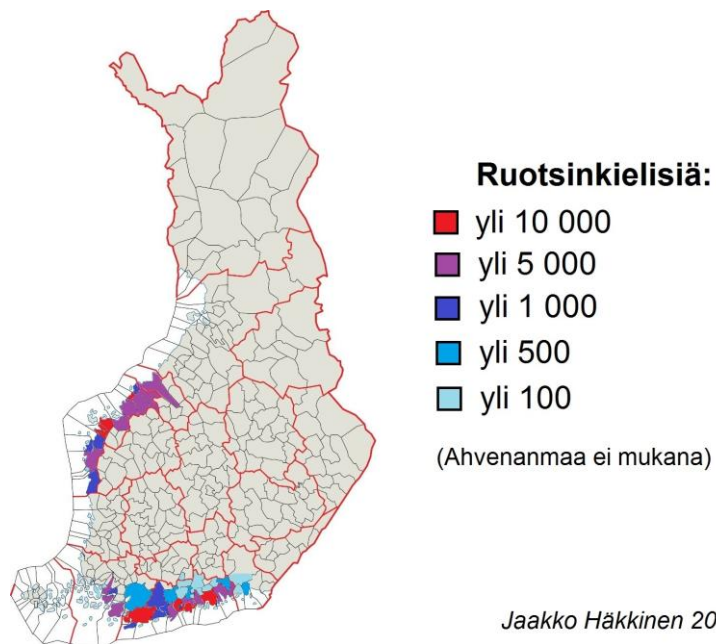 Ruotsinkielisiä:
yli 10 000
yli 5 000
yli 1 000
yli 500
yli 100
(Ahvenanmaa ei mukana)
Jaakko Häkkinen 20